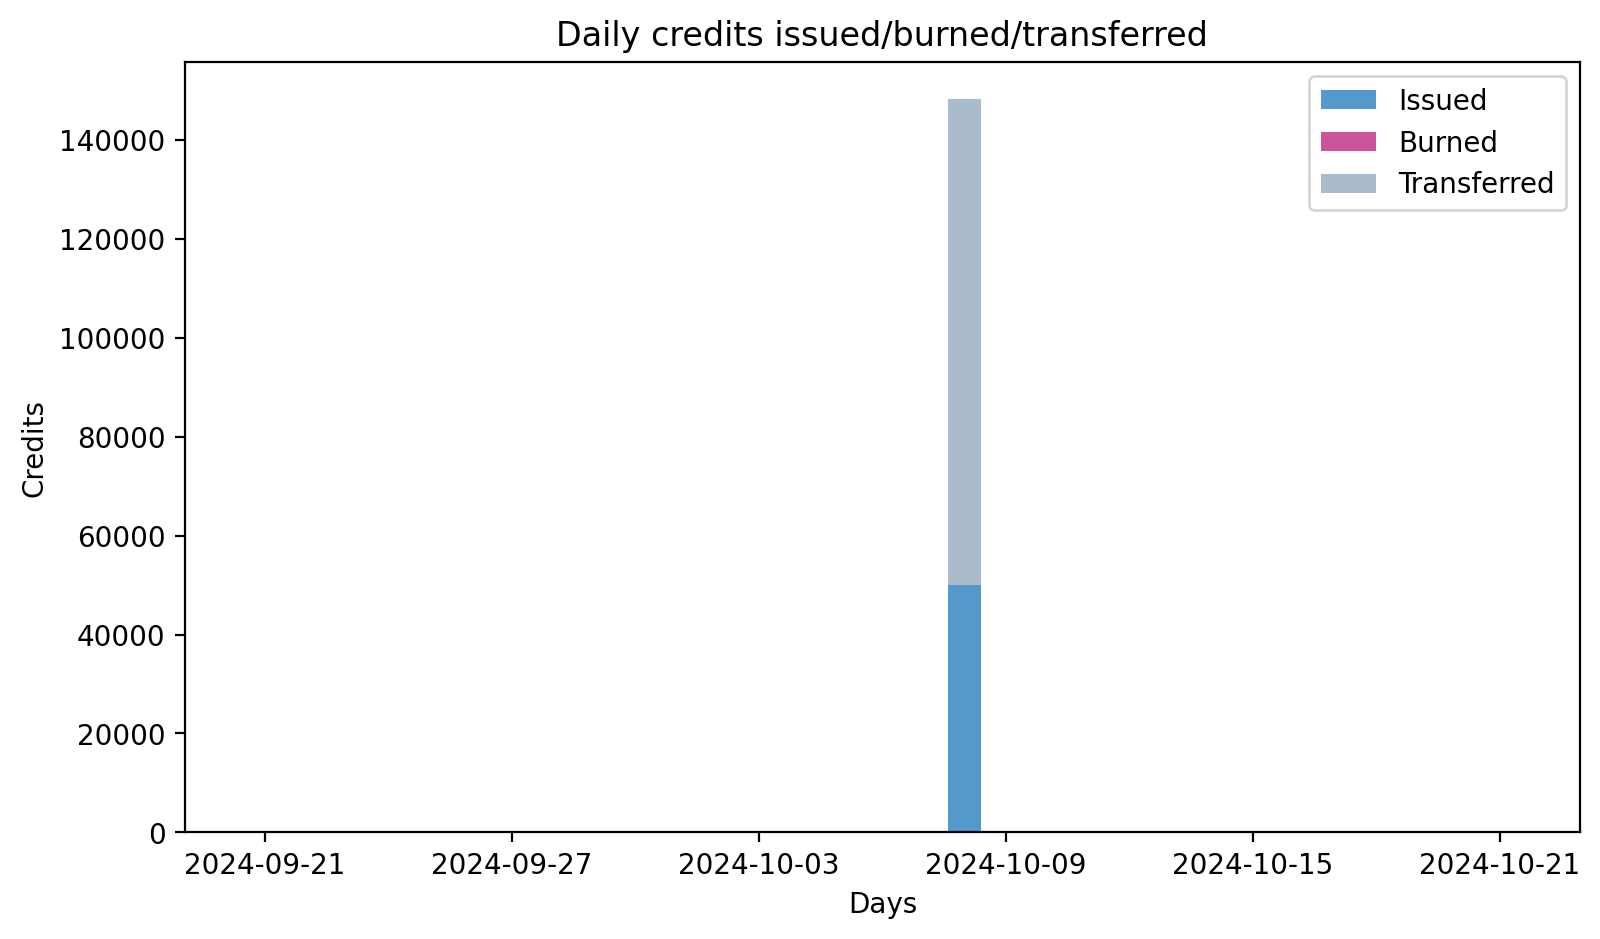 Daily credits issued/burned/transferred
Issued
Burned
Transferred
140000
120000
100000
80000
60000
40000
20000
0
Credits
2024-09-21
2024-09-27
2024-10-03
2024-10-09
2024-10-15
2024-10-21
Days